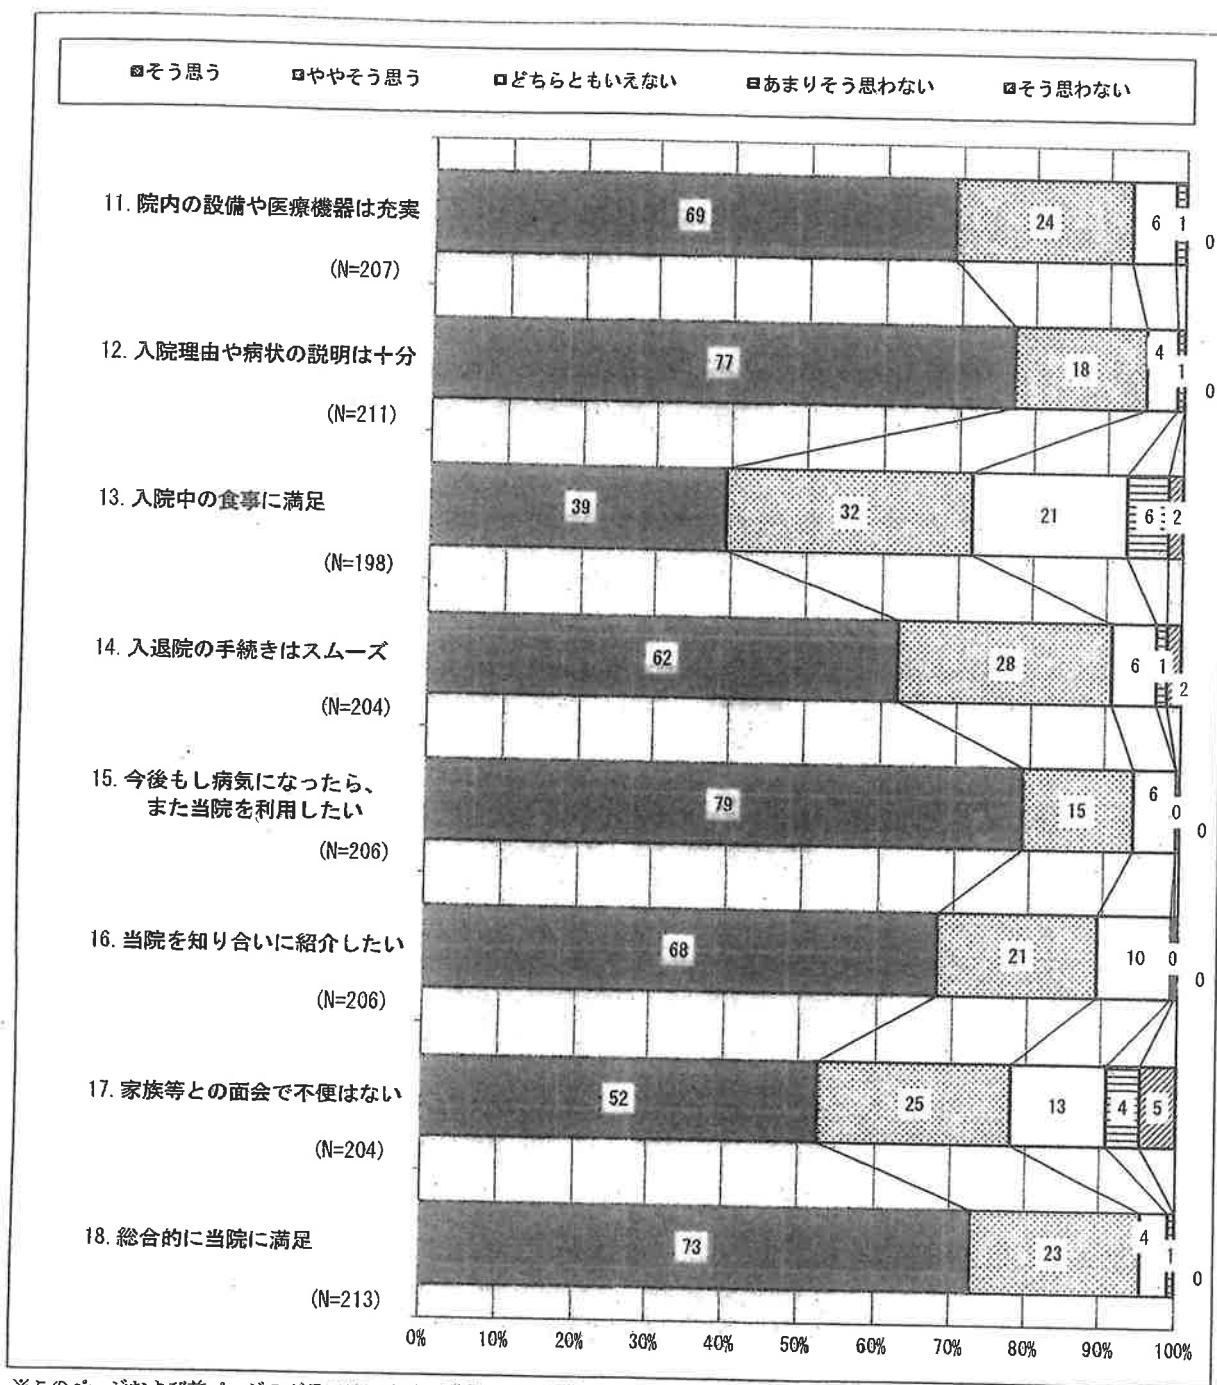 そう思う ややそう思う どちらともいえない あまりそう思わない そう思わない
11. 院内の設備や医療機器は充実
(N=207)
69 24 6 1 0
12. 入院理由や病状の説明は十分
(N=211)
77 18 4 1 0
13. 入院中の食事に満足
(N=198)
39 32 21 6 2
14. 入退院の手続きはスムーズ
(N=204)
62 28 6 1 2
15. 今後もし病気になったら、
また当院を利用したい
(N=206)
79 15 6 0 0
16. 当院を知り合いに紹介したい
(N=206)
68 21 10 0 0
17. 家族等との面会で不便はない
(N=204)
52 25 13 4 5
18. 総合的に当院に満足
(N=213)
73 23 4 1 0
0% 10% 20% 30% 40% 50% 60% 70% 80% 90% 100%